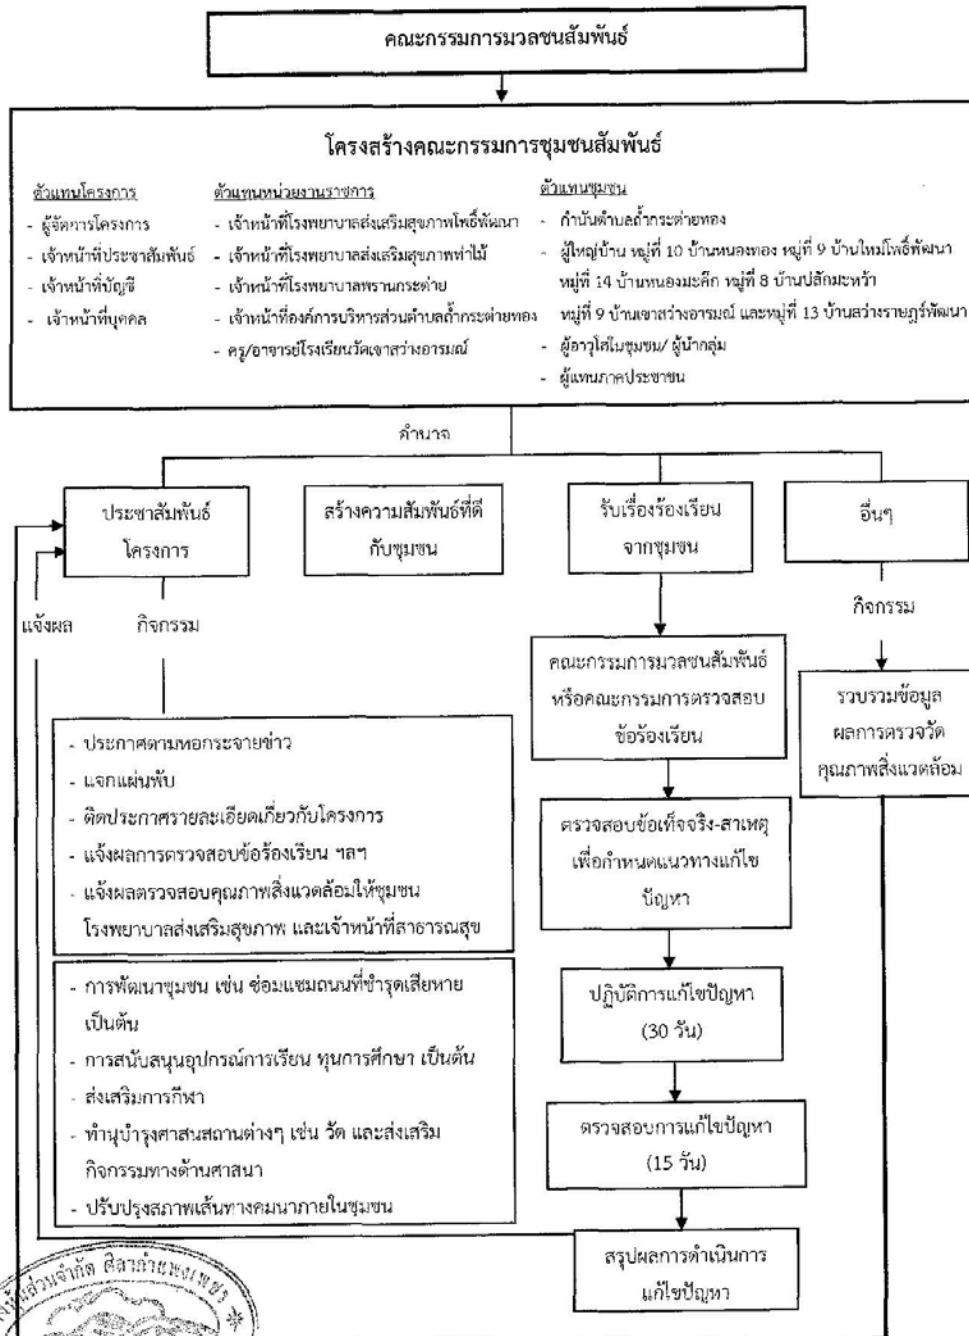 คณะกรรมการมวลชนสัมพันธ์
โครงสร้างคณะกรรมการชุมชนสัมพันธ์
ตัวแทนโครงการ
- ผู้จัดการโครงการ
- เจ้าหน้าที่ประชาสัมพันธ์
- เจ้าหน้าที่บัญชี
- เจ้าหน้าที่บุคคล
ตัวแทนหน่วยงานราชการ
- เจ้าหน้าที่โรงพยาบาลส่งเสริมสุขภาพโพธิ์พัฒนา
- เจ้าหน้าที่โรงพยาบาลส่งเสริมสุขภาพท่าไม้
- เจ้าหน้าที่โรงพยาบาลพรานกระต่าย
- เจ้าหน้าที่องค์การบริหารส่วนตำบลถ้ำกระต่ายทอง
- ครู/อาจารย์โรงเรียนวัดเขาสว่างอารมณ์
ตัวแทนชุมชน
- กำนันตำบลถ้ำกระต่ายทอง
- ผู้ใหญ่บ้าน หมู่ที่ 10 บ้านหนองทอง หมู่ที่ 9 บ้านใหม่โพธิ์พัฒนา
หมู่ที่ 14 บ้านหนองมะคึก หมู่ที่ 8 บ้านปลักมะหว้า
หมู่ที่ 9 บ้านเขาสว่างอารมณ์ และหมู่ที่ 13 บ้านสว่างราษฎร์พัฒนา
- ผู้อาวุโสในชุมชน/ ผู้นำกลุ่ม
- ผู้แทนภาคประชาชน
อำนาจ
ประชาสัมพันธ์
โครงการ
สร้างความสัมพันธ์ที่ดี
กับชุมชน
รับเรื่องร้องเรียน
จากชุมชน
อื่นๆ
แจ้งผล
กิจกรรม
กิจกรรม
คณะกรรมการมวลชนสัมพันธ์
หรือคณะกรรมการตรวจสอบ
ข้อร้องเรียน
รวบรวมข้อมูล
ผลการตรวจวัด
คุณภาพสิ่งแวดล้อม
- ประกาศตามหอกระจายข่าว
- แจกแผ่นพับ
- ติดประกาศรายละเอียดเกี่ยวกับโครงการ
- แจ้งผลการตรวจสอบข้อร้องเรียน ฯลฯ
- แจ้งผลตรวจสอบคุณภาพสิ่งแวดล้อมให้ชุมชน
โรงพยาบาลส่งเสริมสุขภาพ และเจ้าหน้าที่สาธารณสุข
ตรวจสอบข้อเท็จจริง-สาเหตุ
เพื่อกำหนดแนวทางแก้ไข
ปัญหา
- การพัฒนาชุมชน เช่น ซ่อมแซมถนนที่ชำรุดเสียหาย
เป็นต้น
- การสนับสนุนอุปกรณ์การเรียน ทุนการศึกษา เป็นต้น
- ส่งเสริมการกีฬา
- ทำนุบำรุงศาสนสถานต่างๆ เช่น วัด และส่งเสริม
กิจกรรมทางด้านศาสนา
- ปรับปรุงสภาพเส้นทางคมนาภายในชุมชน
ปฏิบัติการแก้ไขปัญหา
(30 วัน)
ตรวจสอบการแก้ไขปัญหา
(15 วัน)
สรุปผลการดำเนินการ
แก้ไขปัญหา